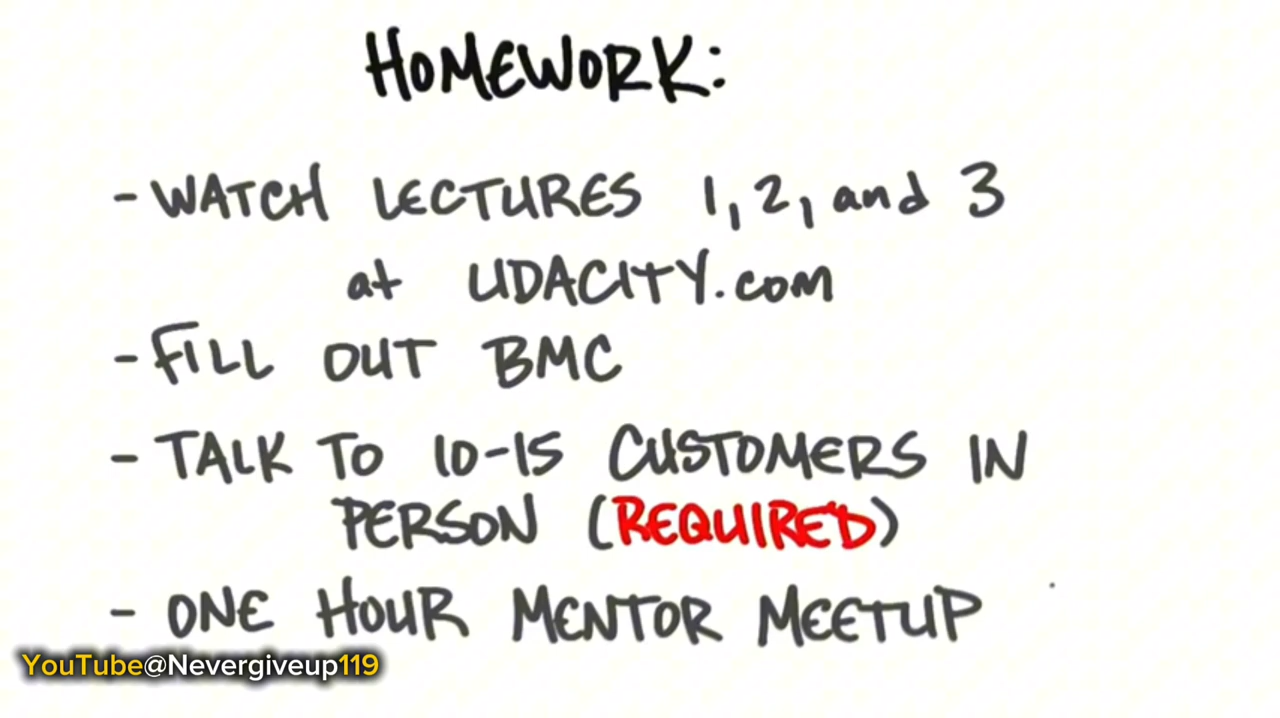 HOMEWORK:
- WATCH LECTURES 1, 2, and 3
at UDACITY.com
- FILL OUT BMC
- TALK TO 10-15 CUSTOMERS IN
PERSON (REQUIRED)
- ONE HOUR MENTOR MEETUP
YouTube@Nevergiveup119